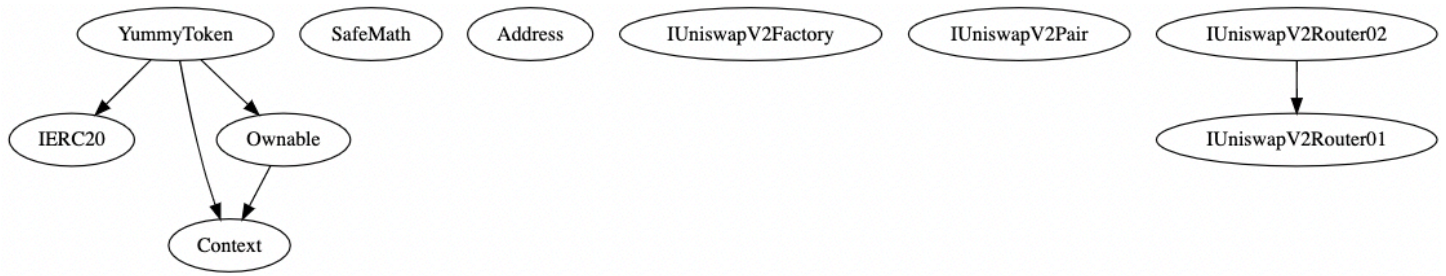 YummyToken
SafeMath
Address
IUniswapV2Factory
IUniswapV2Pair
IUniswapV2Router02
IERC20
Ownable
IUniswapV2Router01
Context